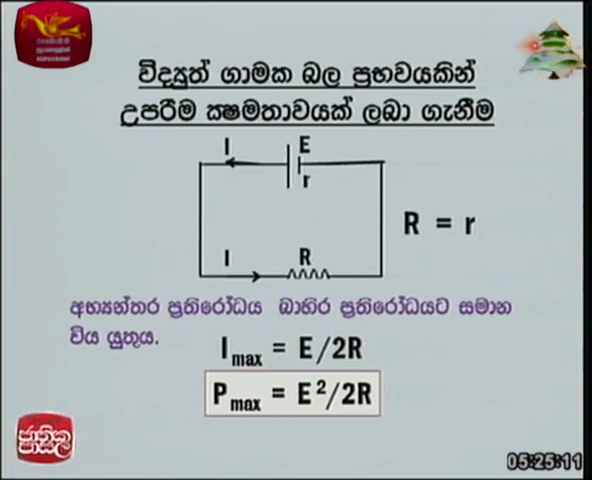 විද්‍යුත් ගාමක බල ප්‍රභවයකින්
උපරිම ක්‍ෂමතාවයක් ලබා ගැනීම
I E
r
R = r
I R
අභ්‍යන්තර ප්‍රතිරෝධය බාහිර ප්‍රතිරෝධයට සමාන
විය යුතුය.
Imax = E/2R
Pmax = E²/2R
ජාතික
පාසල
05:25:11